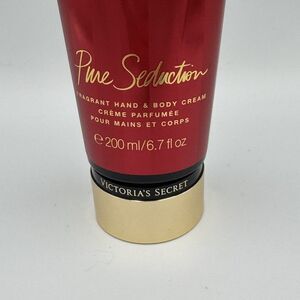 Pure Seduction
FRAGRANT HAND & BODY CREAM
CRÈME PARFUMÉE
POUR MAINS ET CORPS
℮ 200 ml/6.7 fl oz
VICTORIA'S SECRET